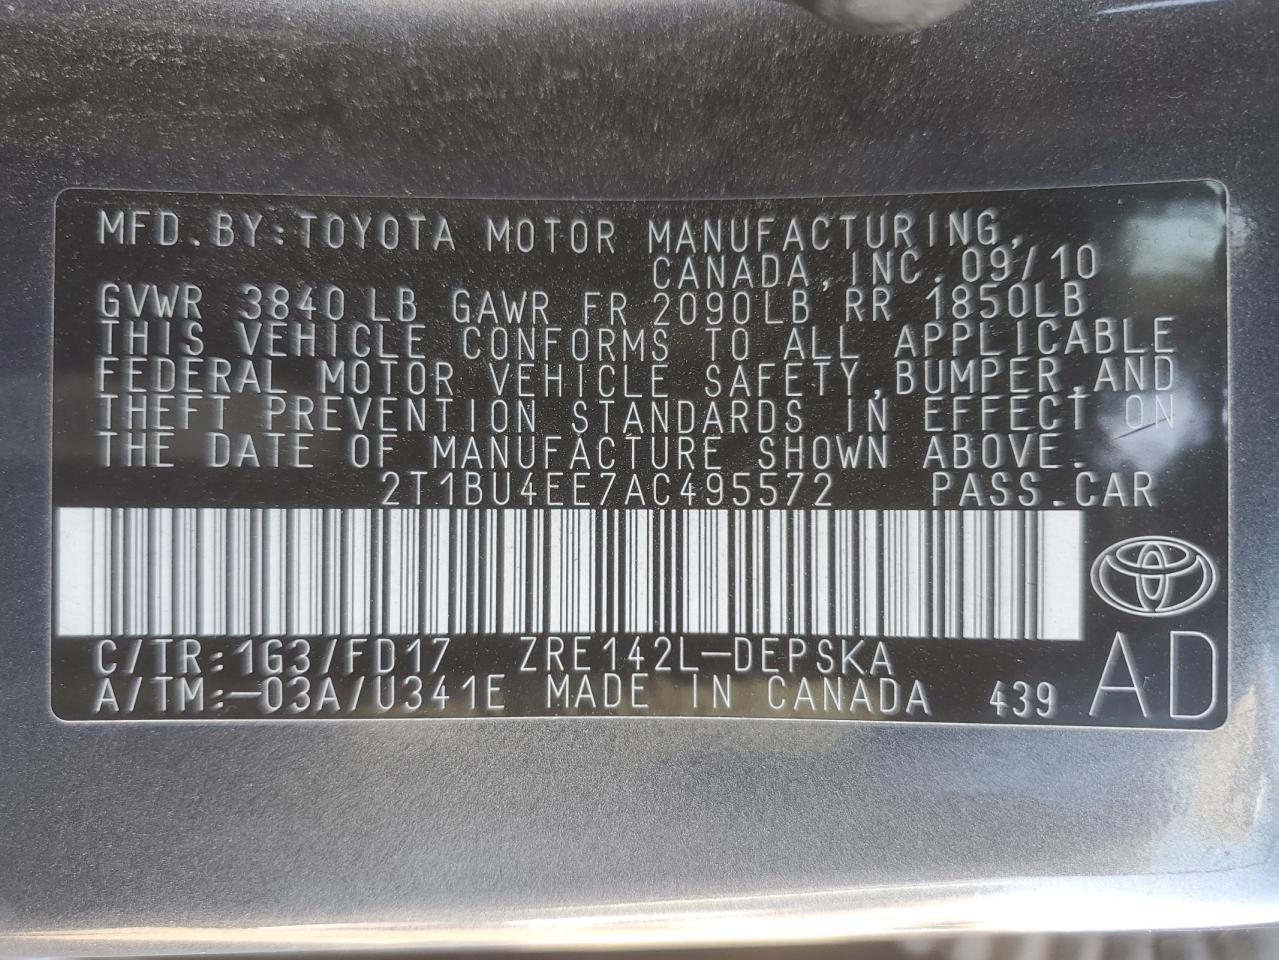 MFD.BY:TOYOTA MOTOR MANUFACTURING,
CANADA,INC.09/10
GVWR 3840LB GAWR FR 2090LB RR 1850LB
THIS VEHICLE CONFORMS TO ALL APPLICABLE
FEDERAL MOTOR VEHICLE SAFETY,BUMPER,AND
THEFT PREVENTION STANDARDS IN EFFECT ON
THE DATE OF MANUFACTURE SHOWN ABOVE.
2T1BU4EE7AC495572 PASS.CAR
C/TR:1G3/FD17 ZRE142L-DEPSKA
A/TM:-03A/U341E MADE IN CANADA 439 AD